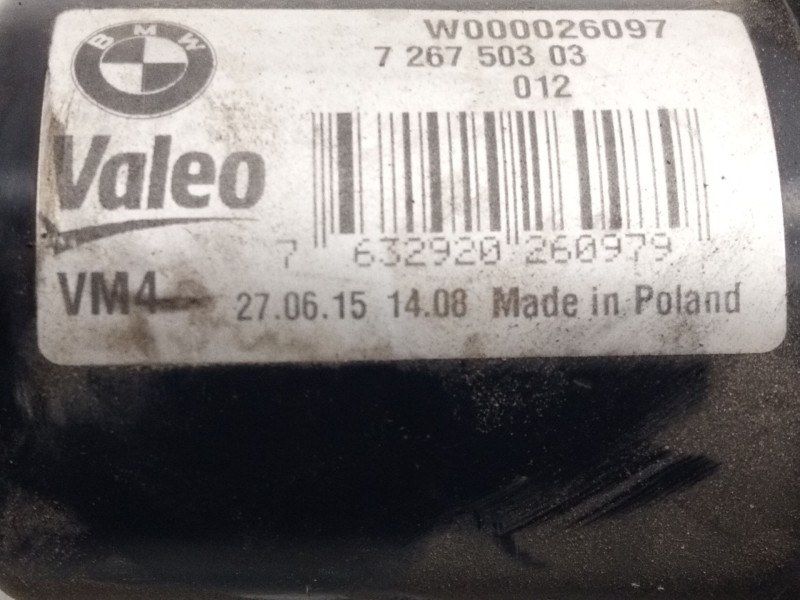 BMW
W000026097
7 267 503 03
012
Valeo
7 632920 260979
VM4
27.06.15 14.08 Made in Poland